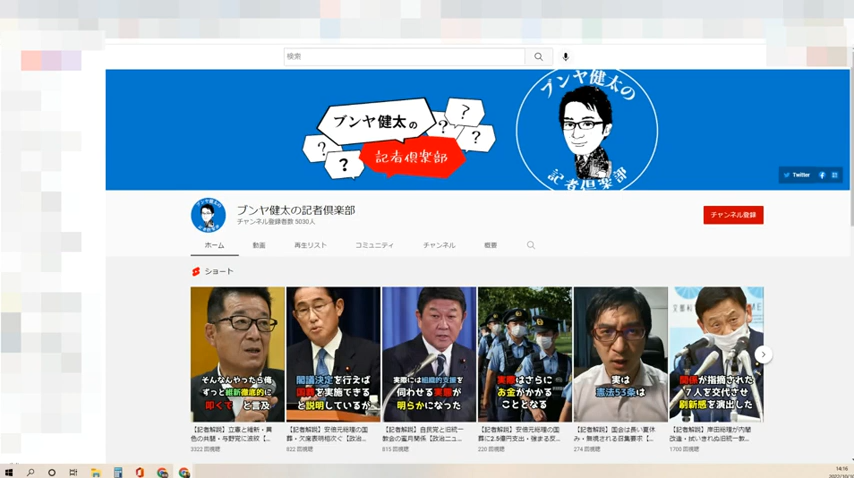 検索
ブンヤ健太の
記者倶楽部
ブンヤ健太の
記者倶楽部
Twitter
ブンヤ健太の記者倶楽部
チャンネル登録者数 5030人
チャンネル登録
ホーム 動画 再生リスト コミュニティ チャンネル 概要
ショート
そんなんやったら俺
ずっと維新徹底的に
叩くで と言及
閣議決定を行えば
国葬を実施できる
と説明しているが
実際には組織的支援を
伺わせる実態が
明らかになった
実際はさらに
お金がかかる
こととなる
実は
憲法53条は
関係が指摘された
7人を交代させ
刷新感を演出した
【記者解説】立憲と維新・異
色の共闘・与野党に波紋【...
3322 回視聴
【記者解説】安倍元総理の国
葬・欠席表明相次ぐ【政治...
822 回視聴
【記者解説】自民党と旧統一
教会の蜜月関係【政治ニュ...
815 回視聴
【記者解説】安倍元総理の国
葬に2.5億円支出・強まる反...
220 回視聴
【記者解説】国会は長い夏休
み・無視される召集要求【...
274 回視聴
【記者解説】岸田総理が内閣
改造・拭いきれぬ旧統一教...
1700 回視聴
14:16